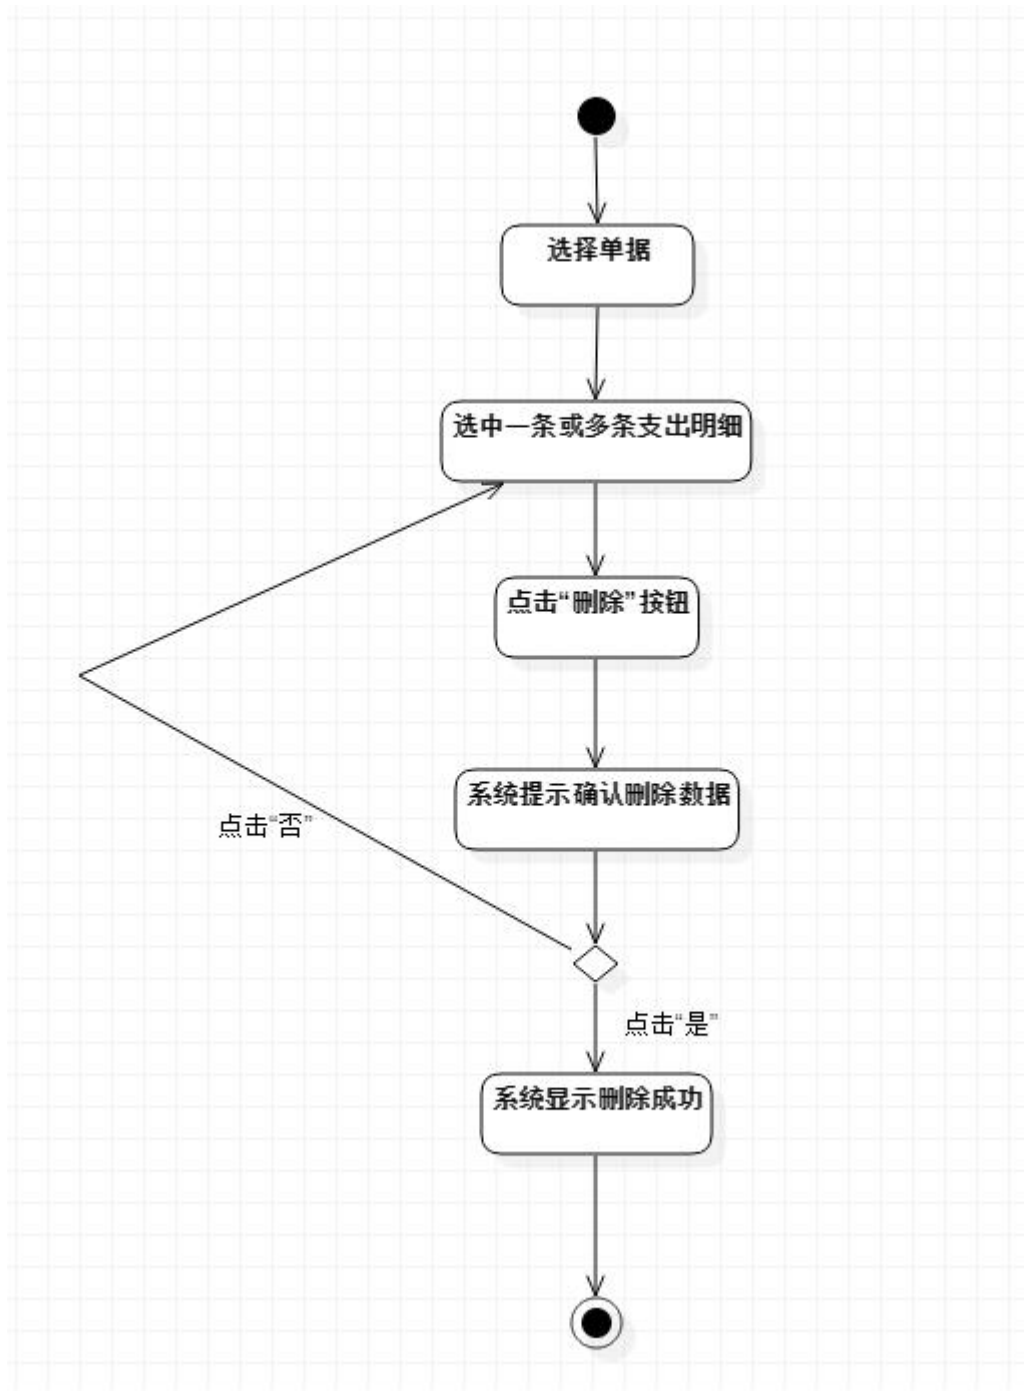 选择单据
选中一条或多条支出明细
点击“删除”按钮
系统提示确认删除数据
点击“否”
点击“是”
系统显示删除成功